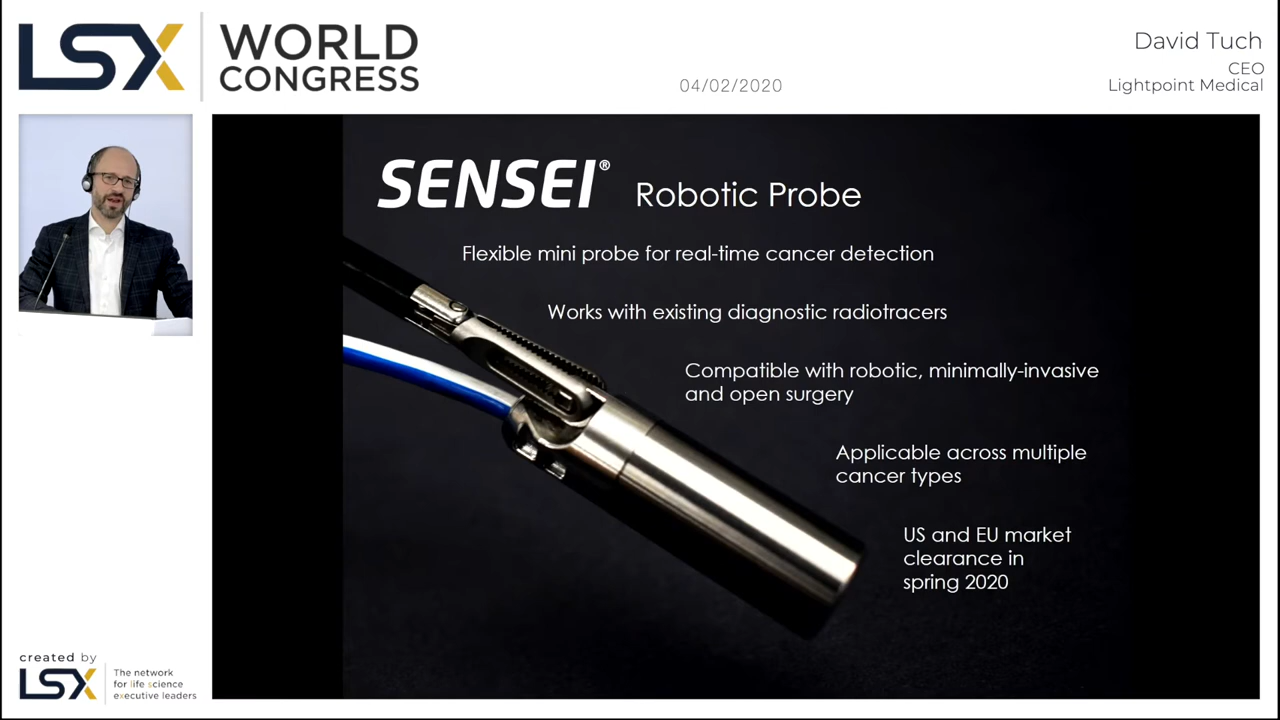 LSX
WORLD
CONGRESS
04/02/2020
David Tuch
CEO
Lightpoint Medical
SENSEI® Robotic Probe
Flexible mini probe for real-time cancer detection
Works with existing diagnostic radiotracers
Compatible with robotic, minimally-invasive
and open surgery
Applicable across multiple
cancer types
US and EU market
clearance in
spring 2020
created by
LSX
The network
for life science
executive leaders